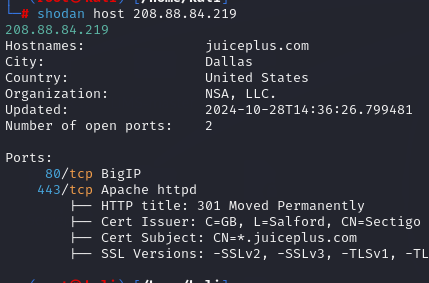 └─# shodan host 208.88.84.219
208.88.84.219
Hostnames: juiceplus.com
City: Dallas
Country: United States
Organization: NSA, LLC.
Updated: 2024-10-28T14:36:26.799481
Number of open ports: 2
Ports:
80/tcp BigIP
443/tcp Apache httpd
├── HTTP title: 301 Moved Permanently
├── Cert Issuer: C=GB, L=Salford, CN=Sectigo
├── Cert Subject: CN=*.juiceplus.com
├── SSL Versions: -SSLv2, -SSLv3, -TLSv1, -TL